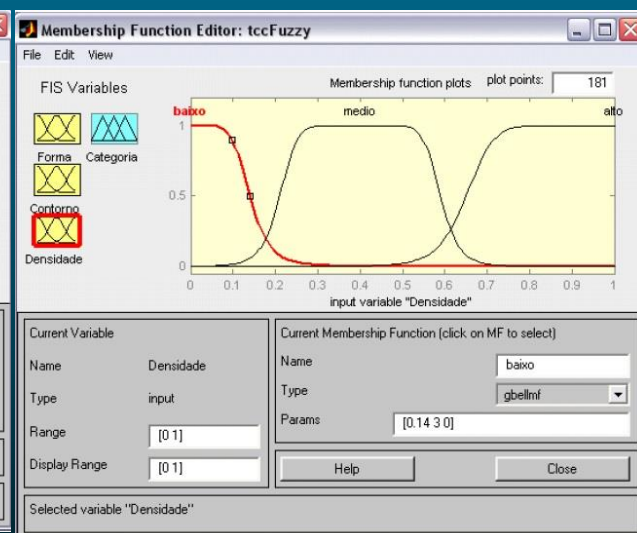 Membership Function Editor: tccFuzzy
File Edit View
FIS Variables
Membership function plots plot points: 181
Forma Categoria
Contorno
Densidade
baixo medio alto
1
0.5
0
0 0.1 0.2 0.3 0.4 0.5 0.6 0.7 0.8 0.9 1
input variable "Densidade"
Current Variable
Name Densidade
Type input
Range [0 1]
Display Range [0 1]
Current Membership Function (click on MF to select)
Name baixo
Type gbellmf
Params [0.14 3 0]
Help Close
Selected variable "Densidade"